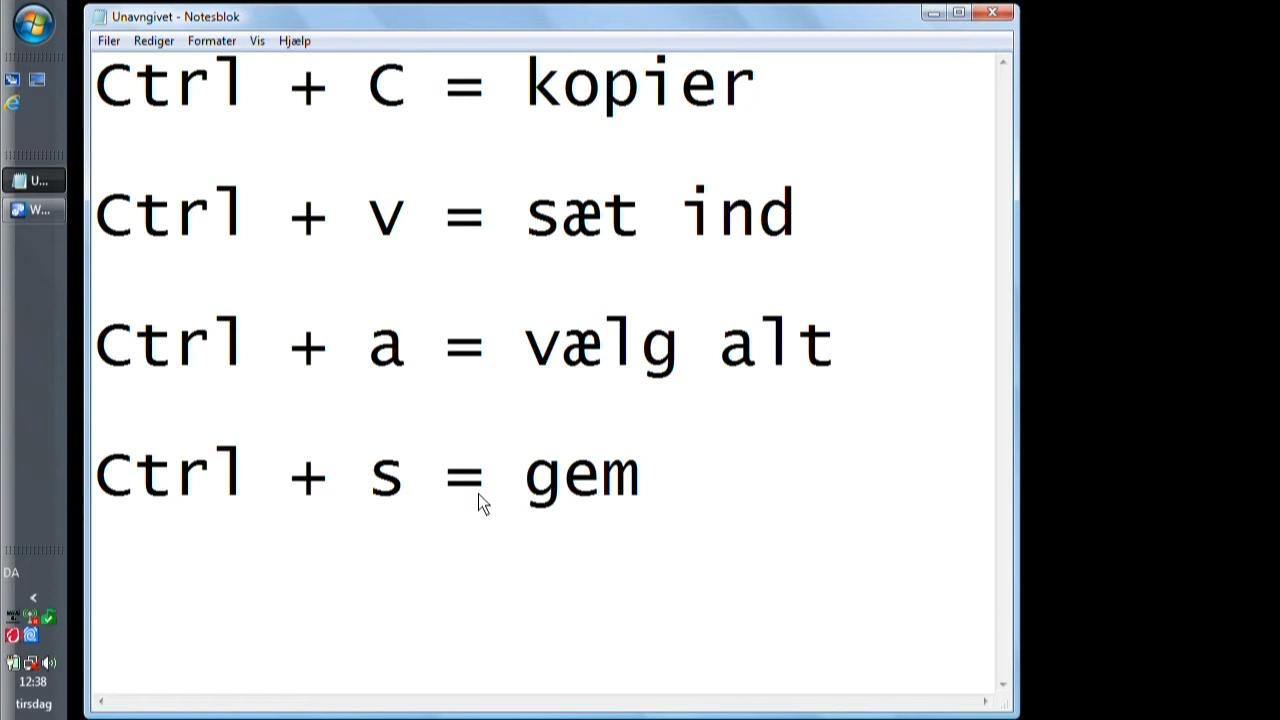 Unavngivet - Notesblok
Filer Rediger Formater Vis Hjælp
Ctrl + C = kopier
Ctrl + v = sæt ind
Ctrl + a = vælg alt
Ctrl + s = gem
U...
W...
DA
12:38
tirsdag